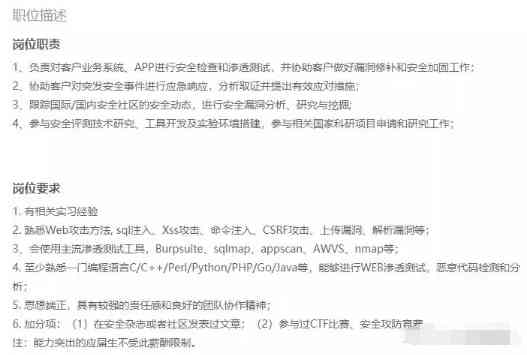 职位描述
岗位职责
1、负责对客户业务系统、APP进行安全检查和渗透测试，并协助客户做好漏洞修补和安全加固工作；
2、协助客户对突发安全事件进行应急响应，分析取证并提出有效应对措施；
3、跟踪国际/国内安全社区的安全动态，进行安全漏洞分析、研究与挖掘；
4、参与安全评测技术研究、工具开发及实验环境搭建，参与相关国家科研项目申请和研究工作；
岗位要求
1. 有相关实习经验
2. 熟悉Web攻击方法, sql注入、Xss攻击、命令注入、CSRF攻击、上传漏洞、解析漏洞等；
3、会使用主流渗透测试工具，Burpsuite、sqlmap、appscan、AWVS、nmap等；
4. 至少熟悉一门编程语言C/C++/Perl/Python/PHP/Go/Java等，能够进行WEB渗透测试，恶意代码检测和分
析；
5. 思想端正，具有较强的责任感和良好的团队协作精神；
6. 加分项：（1）在安全杂志或者社区发表过文章；（2）参与过CTF比赛、安全攻防竞赛
注：能力突出的应届生不受此薪酬限制。